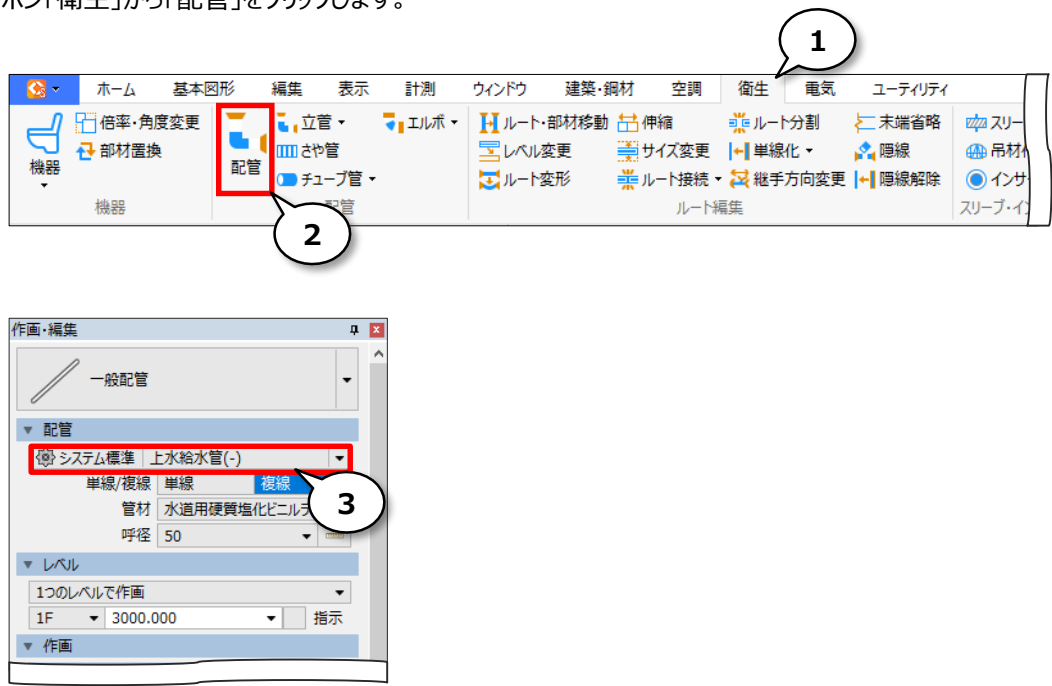 ボン「衛生」から「配管」をクリックします。
1
ホーム 基本図形 編集 表示 計測 ウィンドウ 建築・鋼材 空調 衛生 電気 ユーティリティ
機器
倍率・角度変更
部材置換
機器
配管
立管
さや管
チューブ管
エルボ
配管
ルート・部材移動 伸縮 ルート分割 末端省略
レベル変更 サイズ変更 単線化 隠線
ルート変形 ルート接続 継手方向変更 隠線解除
ルート編集
スリー
吊材
インサ
スリーブ・イ
2
作画・編集
一般配管
配管
システム標準 上水給水管(-)
単線/複線 単線 複線
3
管材 水道用硬質塩化ビニル
呼径 50
レベル
1つのレベルで作画
1F 3000.000 指示
作画